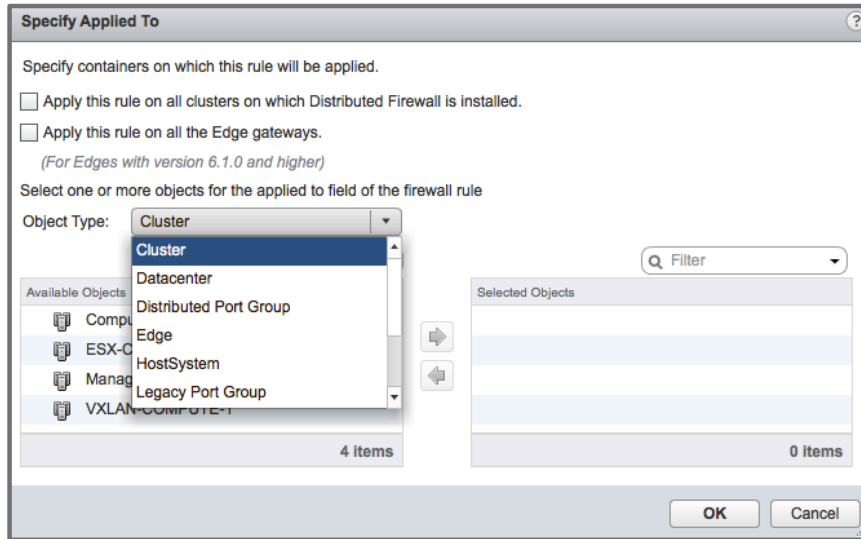 Specify Applied To
?
Specify containers on which this rule will be applied.
Apply this rule on all clusters on which Distributed Firewall is installed.
Apply this rule on all the Edge gateways.
(For Edges with version 6.1.0 and higher)
Select one or more objects for the applied to field of the firewall rule
Object Type: Cluster
Cluster
Datacenter
Distributed Port Group
Edge
HostSystem
Legacy Port Group
Filter
Available Objects
ESX-C
VXLAN-COMPUTE-1
4 items
Selected Objects
0 items
OK Cancel